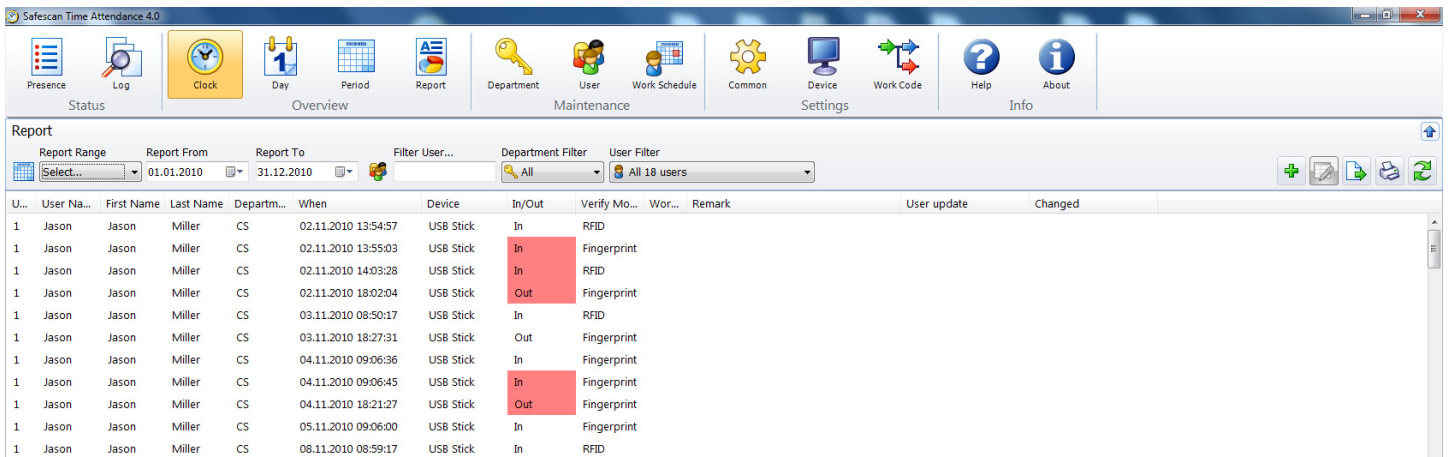 Safescan Time Attendance 4.0
Presence Log Clock Day Period Report Department User Work Schedule Common Device Work Code Help About
Status Overview Maintenance Settings Info
Report
Report Range Report From Report To Filter User... Department Filter User Filter
Select... 01.01.2010 31.12.2010 All All 18 users
U... User Na... First Name Last Name Departm... When Device In/Out Verify Mo... Wor... Remark User update Changed
1 Jason Jason Miller CS 02.11.2010 13:54:57 USB Stick In RFID
1 Jason Jason Miller CS 02.11.2010 13:55:03 USB Stick In Fingerprint
1 Jason Jason Miller CS 02.11.2010 14:03:28 USB Stick In RFID
1 Jason Jason Miller CS 02.11.2010 18:02:04 USB Stick Out Fingerprint
1 Jason Jason Miller CS 03.11.2010 08:50:17 USB Stick In RFID
1 Jason Jason Miller CS 03.11.2010 18:27:31 USB Stick Out Fingerprint
1 Jason Jason Miller CS 04.11.2010 09:06:36 USB Stick In Fingerprint
1 Jason Jason Miller CS 04.11.2010 09:06:45 USB Stick In Fingerprint
1 Jason Jason Miller CS 04.11.2010 18:21:27 USB Stick Out Fingerprint
1 Jason Jason Miller CS 05.11.2010 09:06:00 USB Stick In Fingerprint
1 Jason Jason Miller CS 08.11.2010 08:59:17 USB Stick In RFID